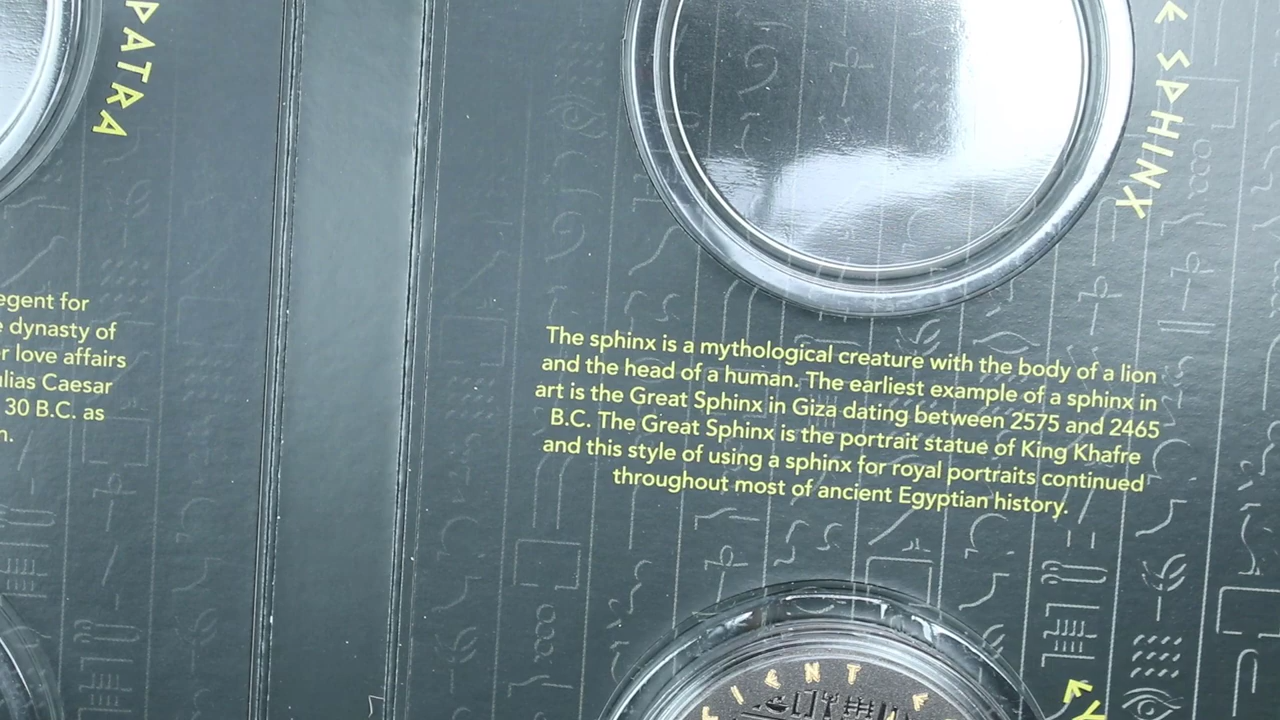 PATRA
SPHINX
egent for
e dynasty of
r love affairs
ulias Caesar
30 B.C. as
n.
The sphinx is a mythological creature with the body of a lion
and the head of a human. The earliest example of a sphinx in
art is the Great Sphinx in Giza dating between 2575 and 2465
B.C. The Great Sphinx is the portrait statue of King Khafre
and this style of using a sphinx for royal portraits continued
throughout most of ancient Egyptian history.
IENT